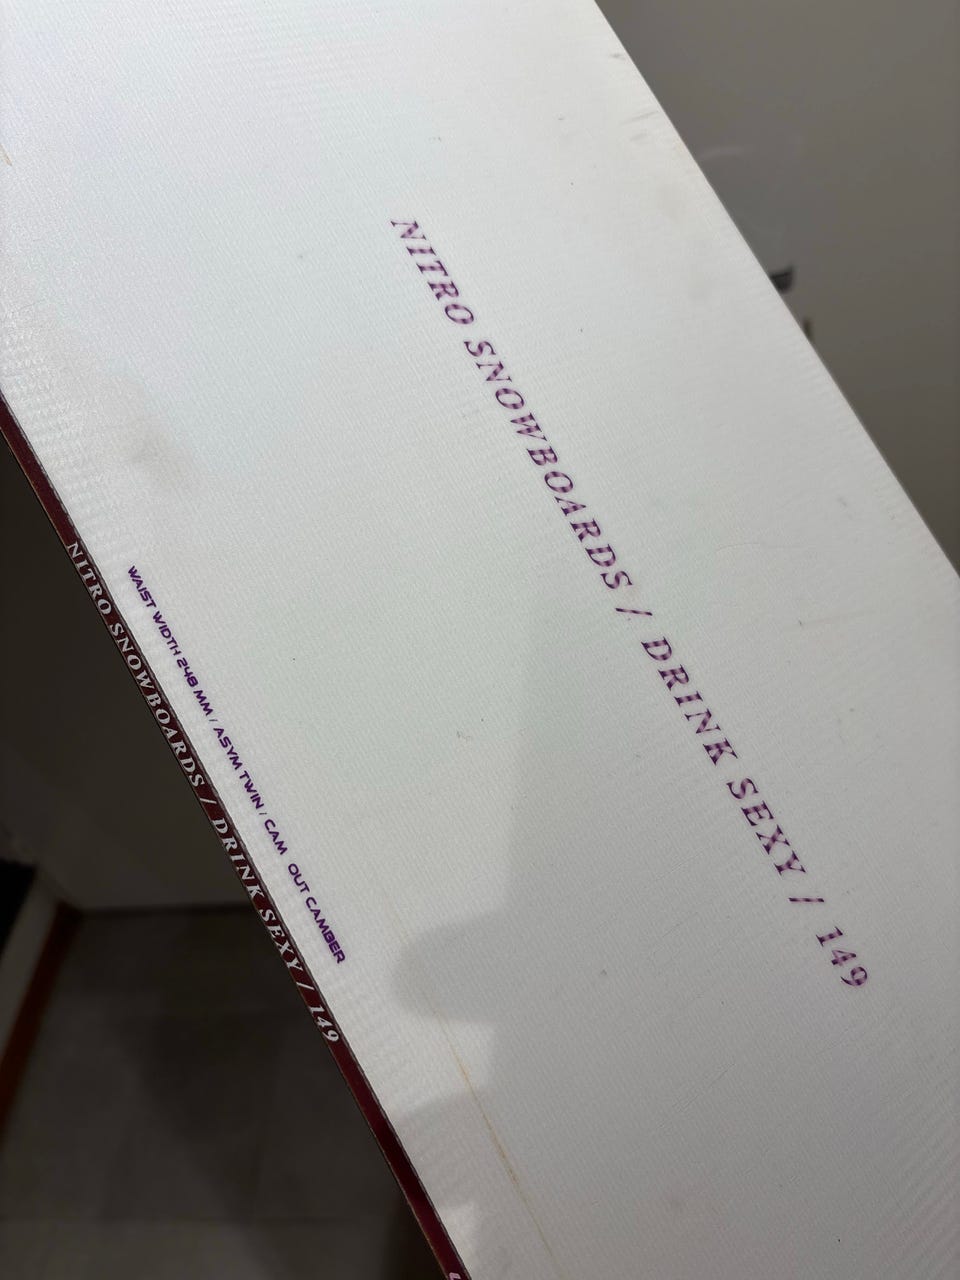 NITRO SNOWBOARDS / DRINK SEXY / 149
WAIST WIDTH 248 MM / ASYM TWIN / CAM OUT CAMBER
NITRO SNOWBOARDS / DRINK SEXY / 149